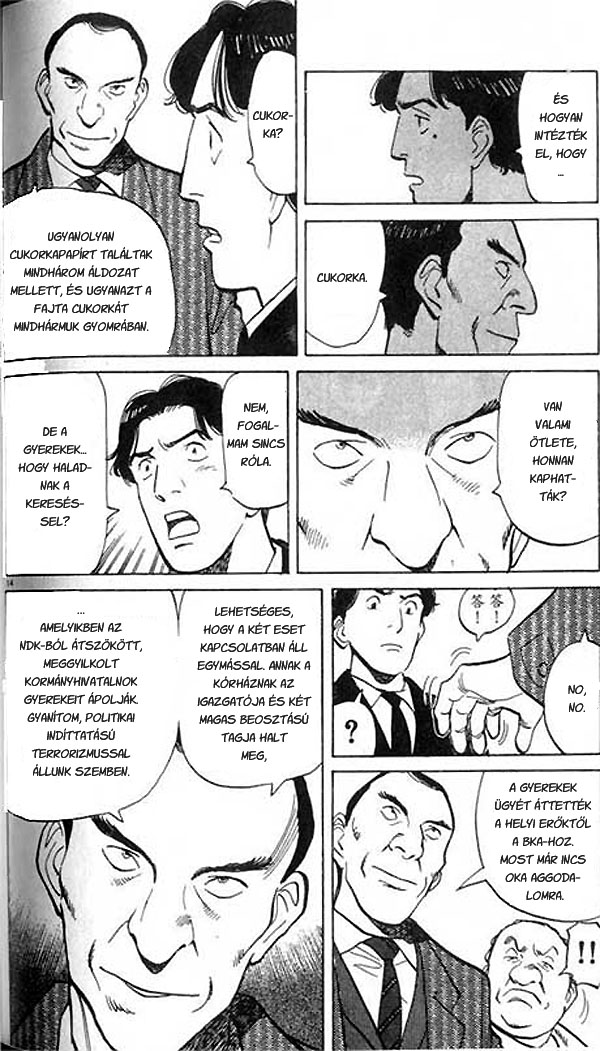 ÉS
HOGYAN
INTÉZTÉK
EL, HOGY
...
CUKORKA.
CUKOR-
KA?
UGYANOLYAN
CUKORKAPAPÍRT TALÁLTAK
MINDHÁROM ÁLDOZAT
MELLETT, ÉS UGYANAZT A
FAJTA CUKORKÁT
MINDHÁRMUK GYOMRÁBAN.
VAN
VALAMI
ÖTLETE,
HONNAN
KAPHAT-
TÁK?
NEM,
FOGAL-
MAM SINCS
RÓLA.
DE A
GYEREKEK...
HOGY HALAD-
NAK A
KERESÉS-
SEL?
14
答!
答!
NO,
NO.
?
A GYEREKEK
ÜGYÉT ÁTTETTÉK
A HELYI ERŐKTŐL
A BKA-HOZ.
MOST MÁR INCS
OKA AGGODA-
LOMRA.
!!
LEHETSÉGES,
HOGY A KÉT ESET
KAPCSOLATBAN ÁLL
EGYMÁSSAL. ANNAK A
KÓRHÁZNAK AZ
IGAZGATÓJA ÉS KÉT
MAGAS BEOSZTÁSÚ
TAGJA HALT
MEG,
...
AMELYIKBEN AZ
NDK-BÓL ÁTSZÖKÖTT,
MEGGYILKOLT
KORMÁNYHIVATALNOK
GYEREKEIT ÁPOLJÁK.
GYANÍTOM, POLITIKAI
INDÍTTATÁSÚ
TERRORIZMUSSAL
ÁLLUNK SZEMBEN.